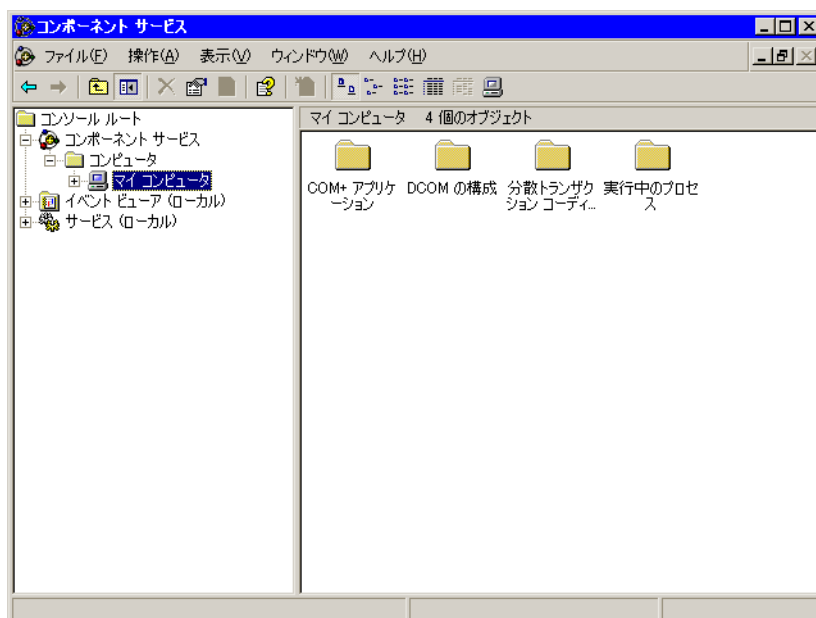 コンポーネント サービス
ファイル(F) 操作(A) 表示(V) ウィンドウ(W) ヘルプ(H)
コンソール ルート
コンポーネント サービス
コンピュータ
マイ コンピュータ
イベント ビューア (ローカル)
サービス (ローカル)
マイ コンピュータ 4 個のオブジェクト
COM+ アプリケ
ーション
DCOM の構成
分散トランザク
ション コーディ...
実行中のプロセ
ス